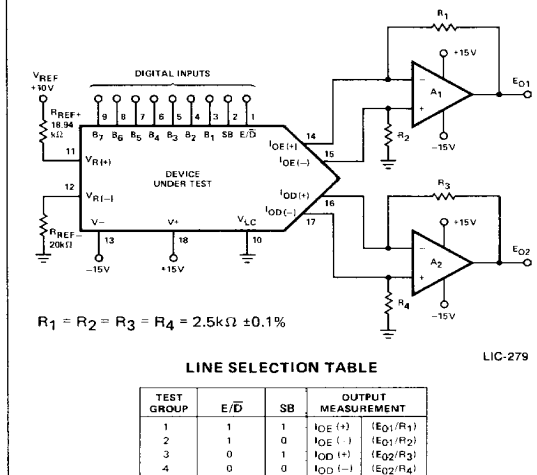 R1
+15V
A1
EO1
−15V
R2
VREF
+10V
DIGITAL INPUTS
RREF+
18.94
kΩ
9 8 7 6 5 4 3 2 1
B7 B6 B5 B4 B3 B2 B1 SB E/D̅
11
VR(+)
12
VR(−)
RREF−
20kΩ
DEVICE
UNDER TEST
IOE(+)
14
IOE(−)
15
IOD(+)
16
IOD(−)
17
V−
V+
VLC
13
18
10
−15V
+15V
R3
+15V
A2
EO2
−15V
R4
R1 = R2 = R3 = R4 = 2.5kΩ ±0.1%
LIC-279
LINE SELECTION TABLE
TEST GROUP E/D̅ SB OUTPUT MEASUREMENT
1 1 1 IOE (+) (EO1/R1)
2 1 0 IOE (−) (EO1/R2)
3 0 1 IOD (+) (EO2/R3)
4 0 0 IOD (−) (EO2/R4)